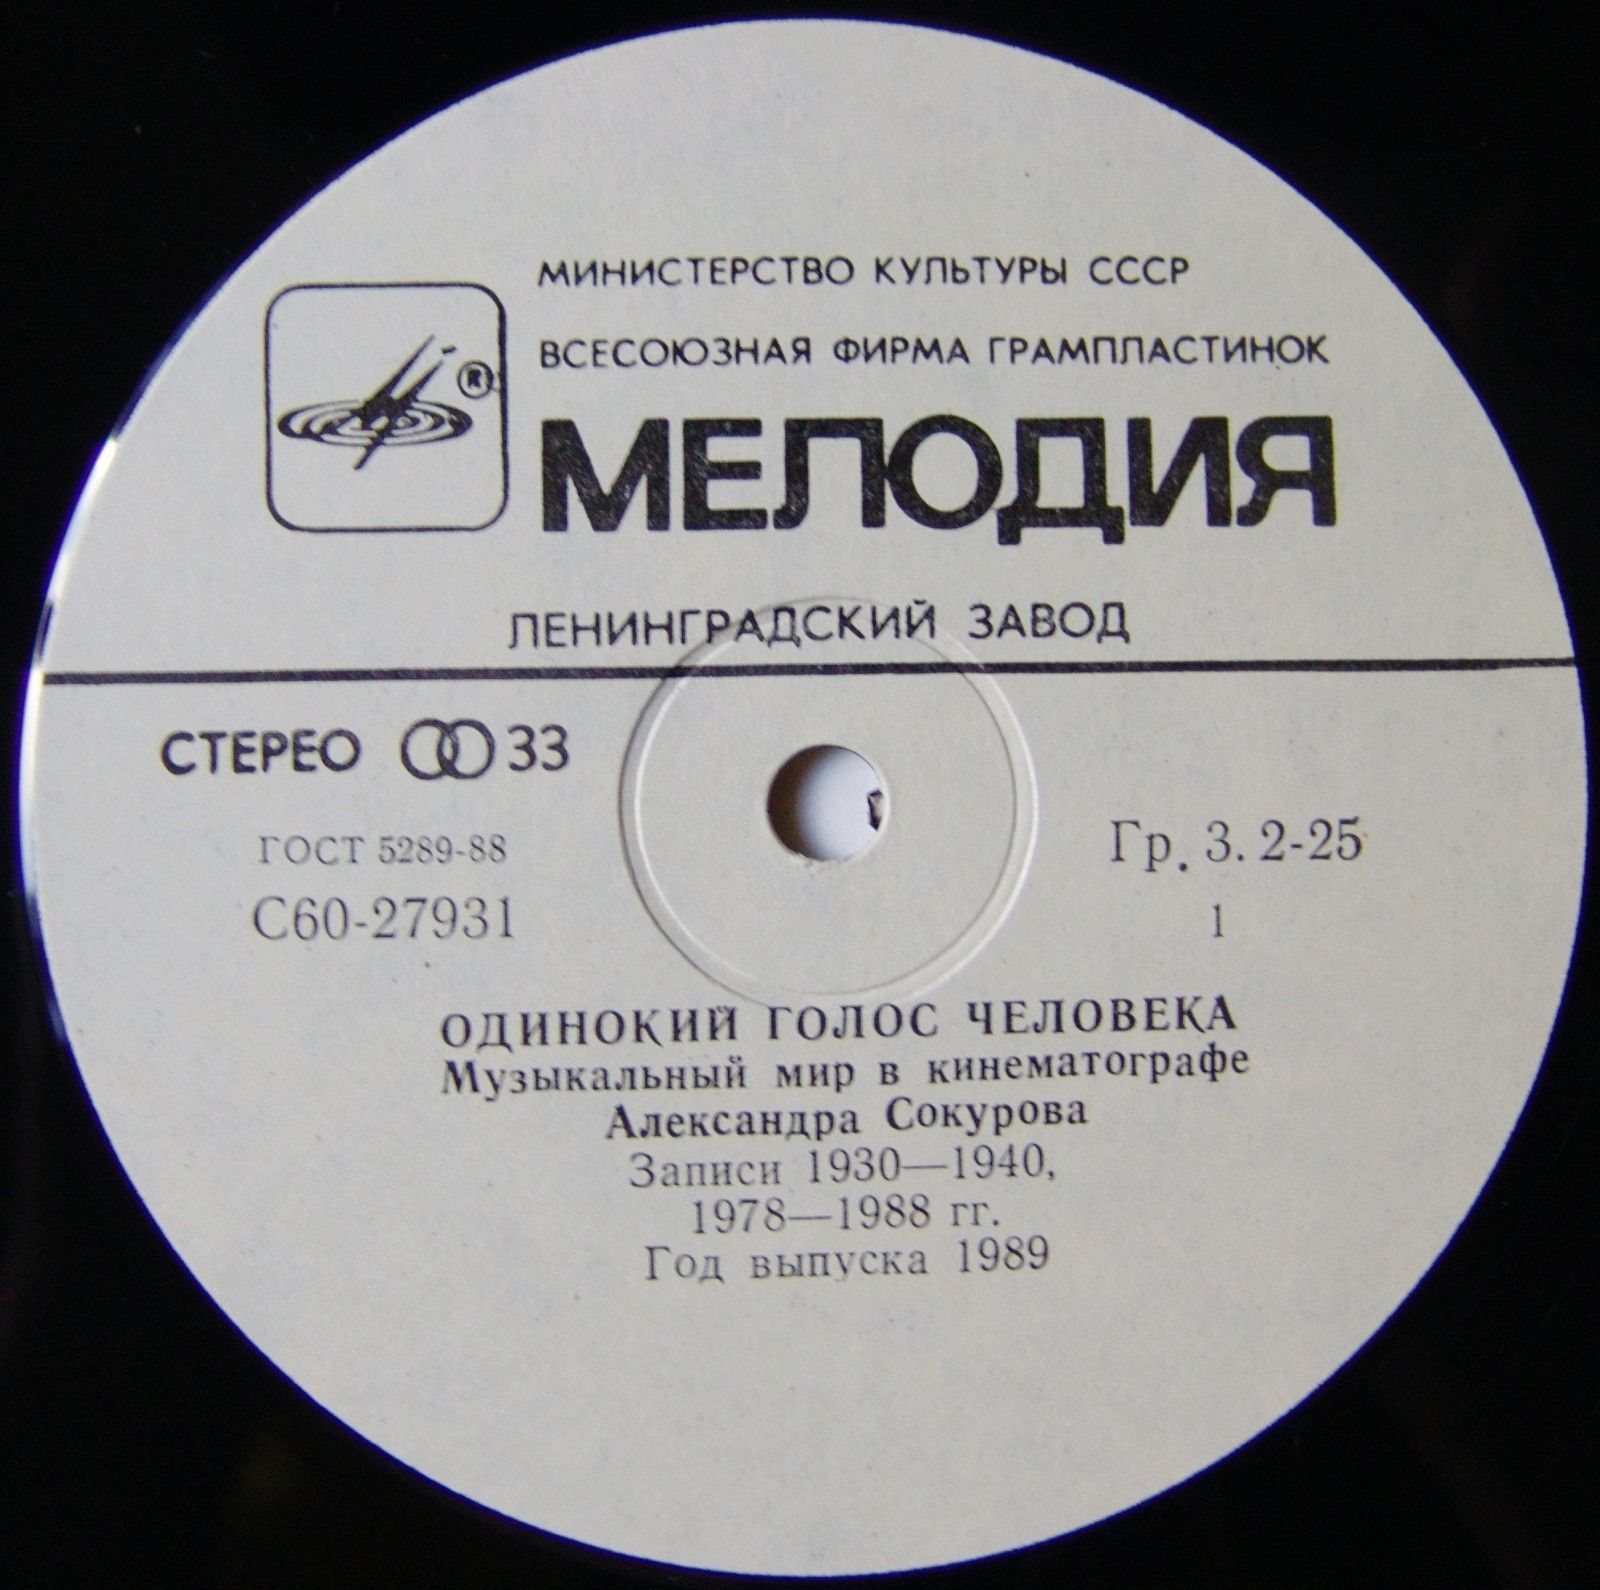 МИНИСТЕРСТВО КУЛЬТУРЫ СССР
ВСЕСОЮЗНАЯ ФИРМА ГРАМПЛАСТИНОК
®
МЕЛОДИЯ
ЛЕНИНГРАДСКИЙ ЗАВОД
СТЕРЕО 33
ГОСТ 5289-88
С60-27931
Гр. 3. 2-25
1
ОДИНОКИЙ ГОЛОС ЧЕЛОВЕКА
Музыкальный мир в кинематографе
Александра Сокурова
Записи 1930—1940,
1978—1988 гг.
Год выпуска 1989